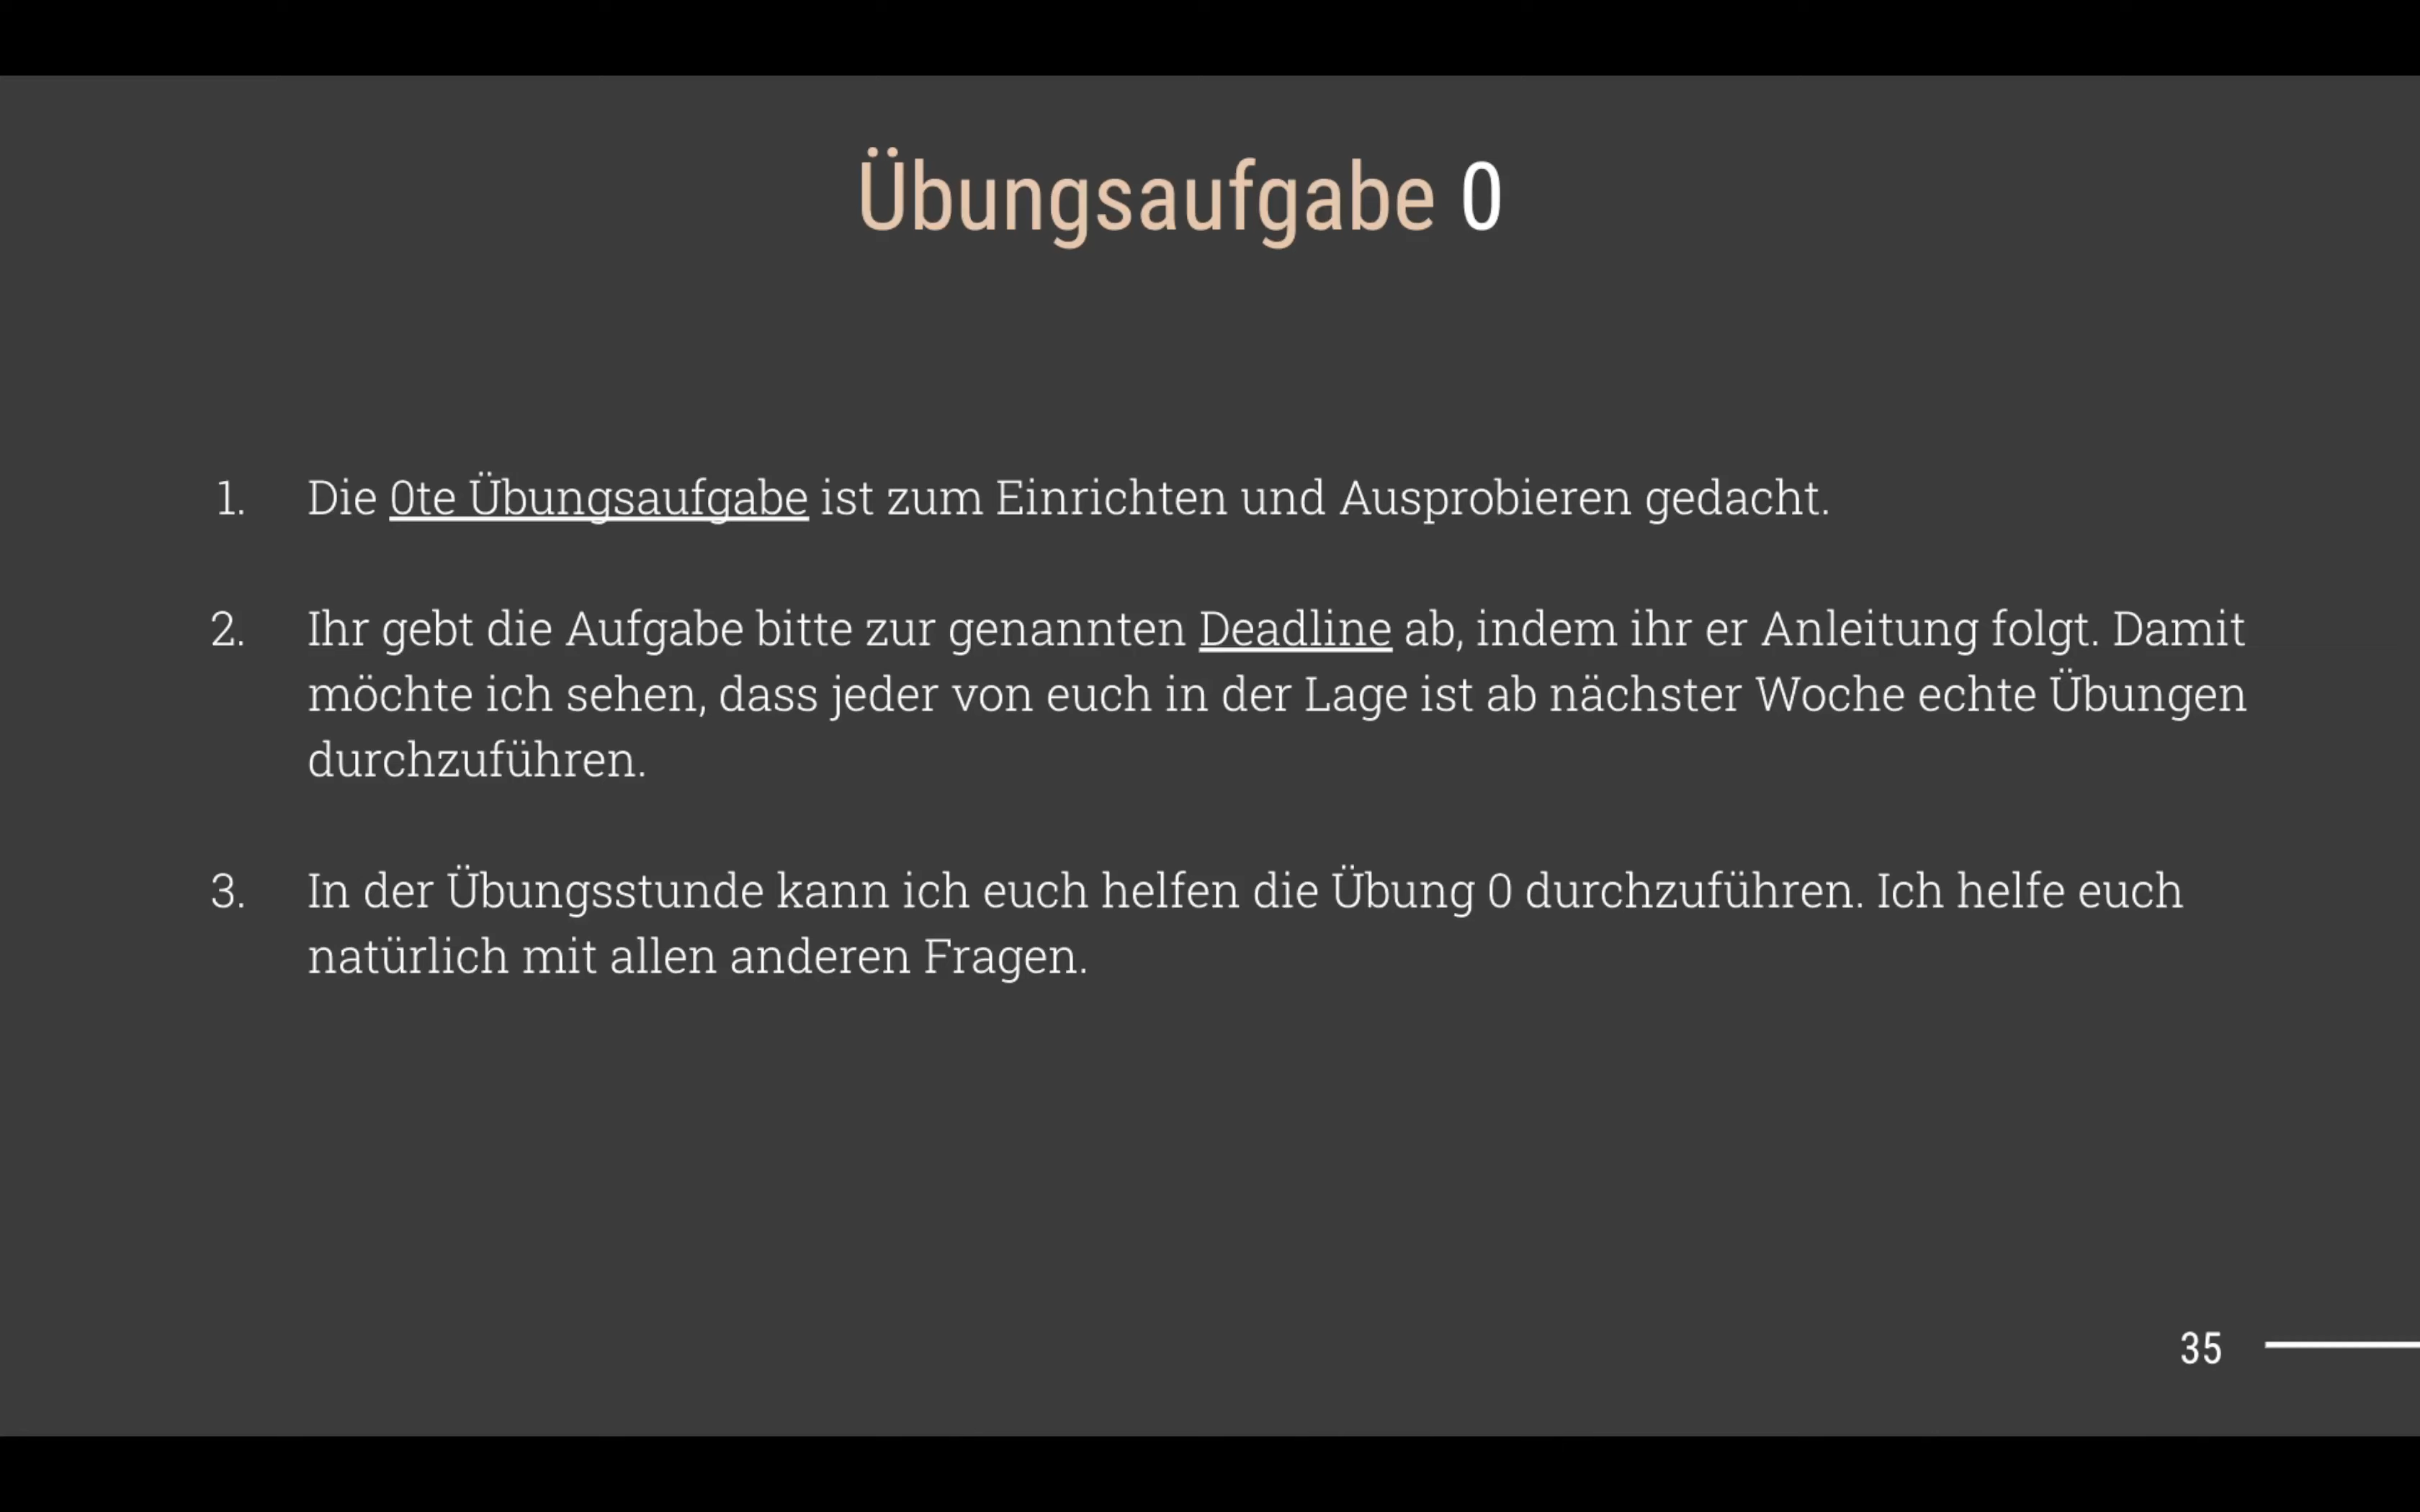 Übungsaufgabe 0
1. Die 0te Übungsaufgabe ist zum Einrichten und Ausprobieren gedacht.
2. Ihr gebt die Aufgabe bitte zur genannten Deadline ab, indem ihr er Anleitung folgt. Damit
möchte ich sehen, dass jeder von euch in der Lage ist ab nächster Woche echte Übungen
durchzuführen.
3. In der Übungsstunde kann ich euch helfen die Übung 0 durchzuführen. Ich helfe euch
natürlich mit allen anderen Fragen.
35